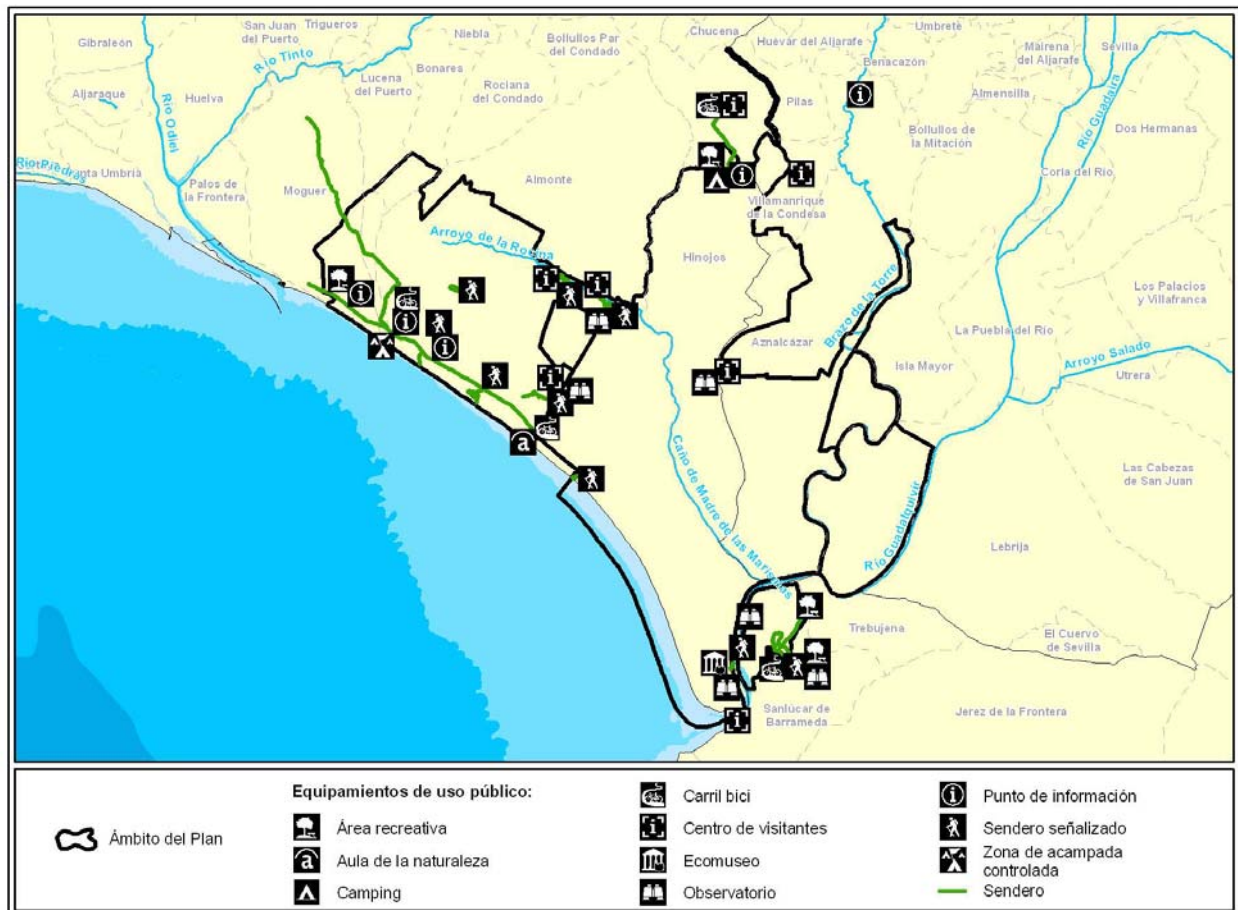 San Juan
del Puerto
Trigueros
Niebla
Bollullos Par
del Condado
Chucena
Huévar del Aljarafe
Umbrete
Mairena
del Aljarafe
Sevilla
Gibraleón
Río Tinto
Bonares
Lucena
del Puerto
Rociana
del Condado
Benacazón
Almensilla
Río Guadaira
Aljaraque
Huelva
Río Odiel
Pilas
Bollullos de
la Mitación
Dos Hermanas
Río Piedras
nta Umbría
Palos de
la Frontera
Moguer
Almonte
Coria del Río
Villamanrique
de la Condesa
Arroyo de la Rocina
Hinojos
Brazo de la Torre
Los Palacios
y Villafranca
La Puebla del Río
Aznalcázar
Isla Mayor
Arroyo Salado
Utrera
Caño de Madre de las Marismas
Las Cabezas
de San Juan
Río Guadalquivir
Lebrija
Trebujena
El Cuervo
de Sevilla
Sanlúcar de
Barrameda
Jerez de la Frontera
Ámbito del Plan
Equipamientos de uso público:
Área recreativa
Aula de la naturaleza
Camping
Carril bici
Centro de visitantes
Ecomuseo
Observatorio
Punto de información
Sendero señalizado
Zona de acampada
controlada
Sendero